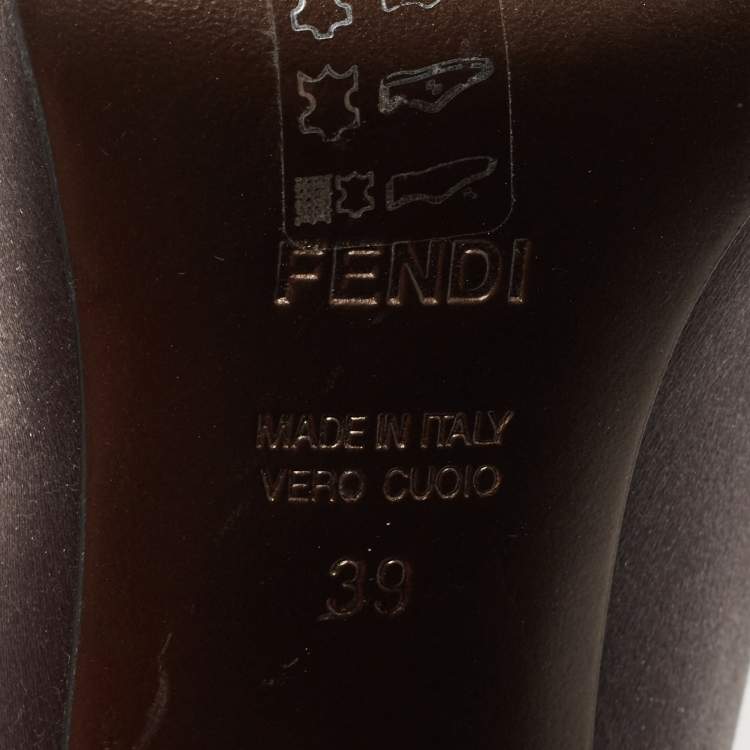 FENDI
MADE IN ITALY
VERO CUOIO
39